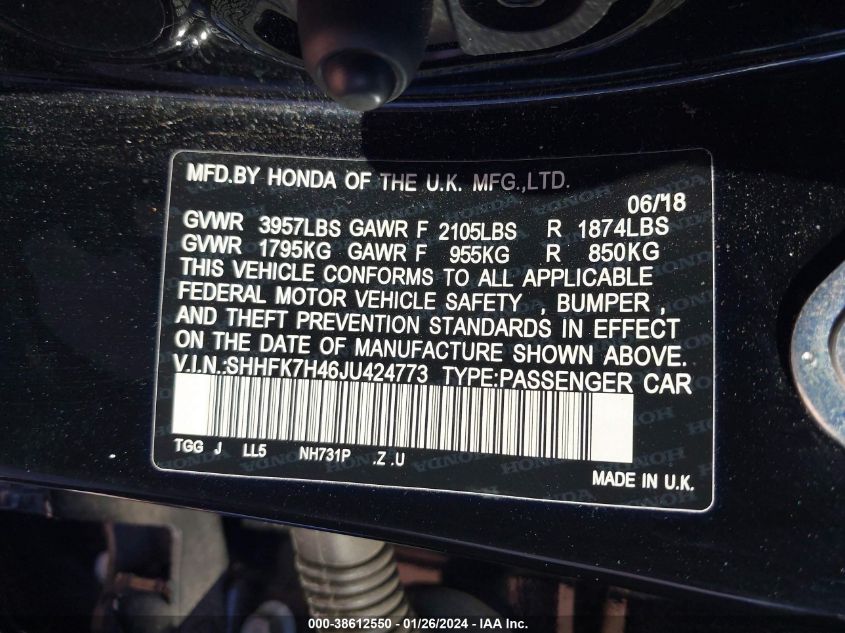 MFD.BY HONDA OF THE U.K. MFG.,LTD.
06/18
GVWR 3957LBS GAWR F 2105LBS R 1874LBS
GVWR 1795KG GAWR F 955KG R 850KG
THIS VEHICLE CONFORMS TO ALL APPLICABLE
FEDERAL MOTOR VEHICLE SAFETY , BUMPER ,
AND THEFT PREVENTION STANDARDS IN EFFECT
ON THE DATE OF MANUFACTURE SHOWN ABOVE.
V.I.N.:SHHFK7H46JU424773 TYPE:PASSENGER CAR
TGG J LL5 NH731P .Z .U
MADE IN U.K.
000-38612550 — 01/26/2024 - IAA Inc.